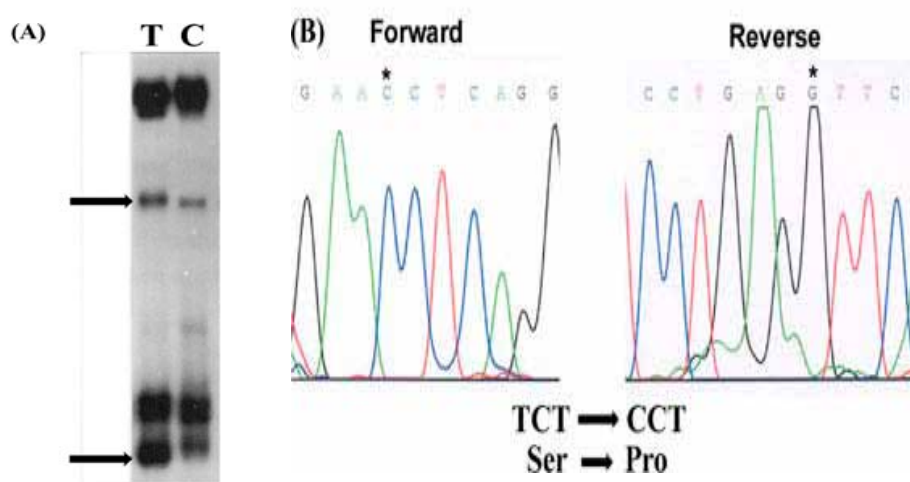 (A) T C
(B) Forward Reverse
* *
G A A C C T C A G G C C T G A G G T T C
TCT → CCT
Ser → Pro